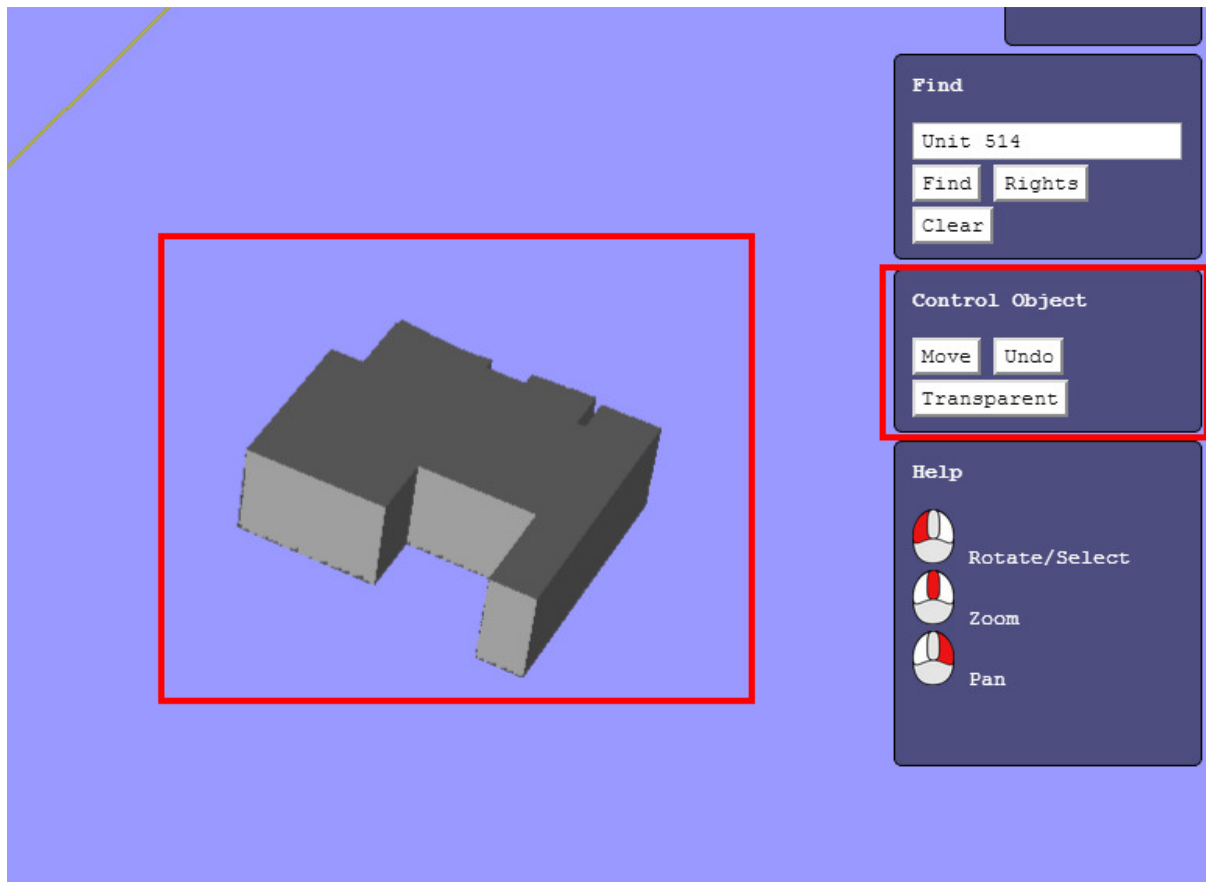 Find
Unit 514
Find Rights
Clear
Control Object
Move Undo
Transparent
Help
Rotate/Select
Zoom
Pan